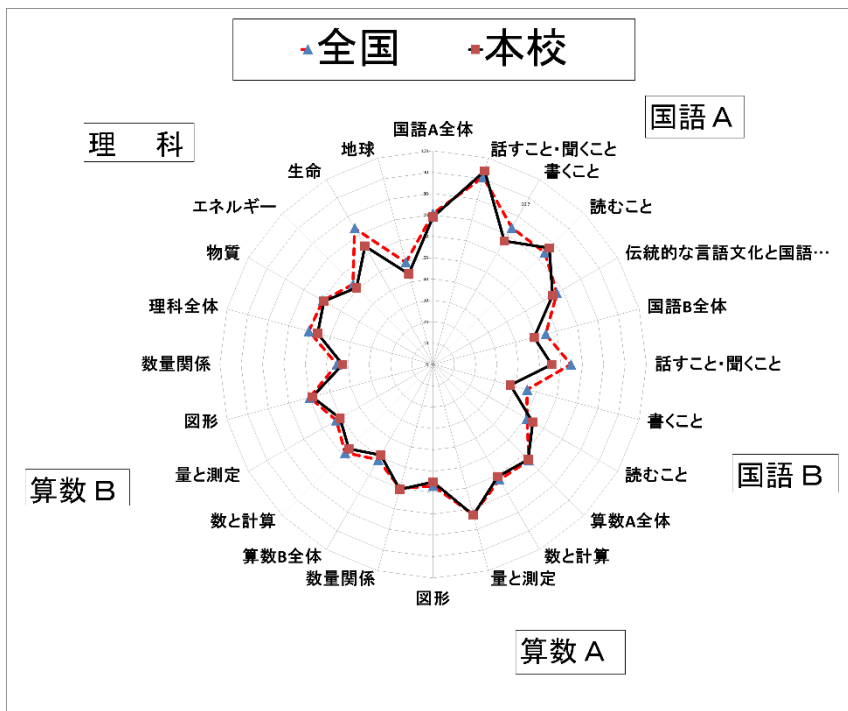 全国 本校
国語A
理 科
国語A全体
話すこと・聞くこと
書くこと
読むこと
伝統的な言語文化と国語…
国語B全体
話すこと・聞くこと
書くこと
読むこと
国語B
算数A全体
数と計算
量と測定
図形
数量関係
算数A
算数B全体
数と計算
量と測定
図形
数量関係
算数B
理科全体
物質
エネルギー
生命
地球